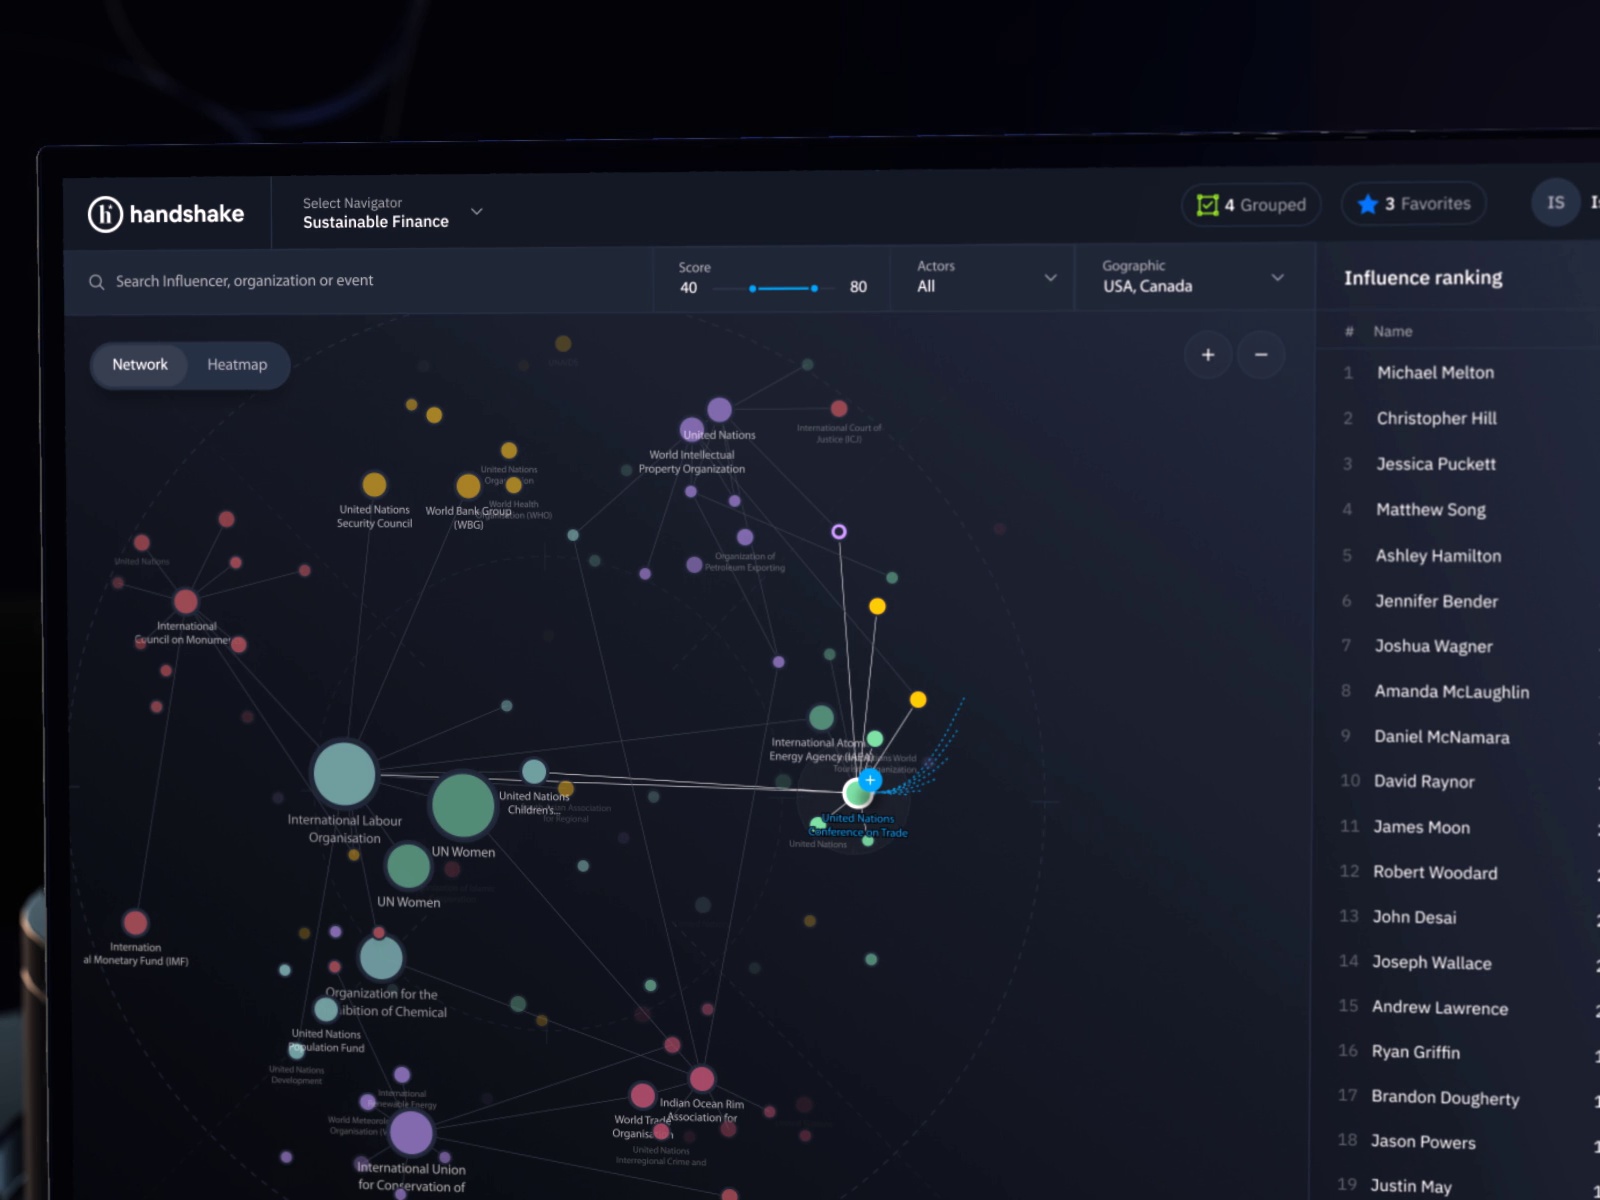 handshake
Select Navigator
Sustainable Finance
4 Grouped
3 Favorites
IS
Search Influencer, organization or event
Score
40
80
Actors
All
Gographic
USA, Canada
Influence ranking
Network
Heatmap
+
−
# Name
1 Michael Melton
2 Christopher Hill
3 Jessica Puckett
4 Matthew Song
5 Ashley Hamilton
6 Jennifer Bender
7 Joshua Wagner
8 Amanda McLaughlin
9 Daniel McNamara
10 David Raynor
11 James Moon
12 Robert Woodard
13 John Desai
14 Joseph Wallace
15 Andrew Lawrence
16 Ryan Griffin
17 Brandon Dougherty
18 Jason Powers
19 Justin May
United Nations
World Intellectual
Property Organization
International Court of
Justice (ICJ)
United Nations
World Health
United Nations
Security Council
World Bank Group
(WBG)
Organization of
Petroleum Exporting
United Nations
International
Council on Monume
International Atom
Energy Agency (IAEA)
United Nations
Children's...
for Regional
United Nations
Conference on Trade
United Nations
International Labour
Organisation
UN Women
UN Women
Internation
al Monetary Fund (IMF)
Organization for the
ibition of Chemical
United Nations
Population Fund
United Nations
Development
International
Renewable Energy
World Meteorol
Organisation
International Union
for Conservation of
Indian Ocean Rim
Association for
World Trade
Organisa
United Nations
Interregional Crime and